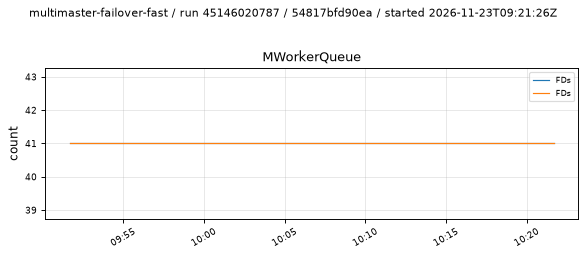 multimaster-failover-fast / run 45146020787 / 54817bfd90ea / started 2026-11-23T09:21:26Z
MWorkerQueue
FDs
FDs
count
43
42
41
40
39
09:55
10:00
10:05
10:10
10:15
10:20